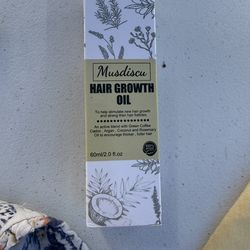 Musdiscu
HAIR GROWTH
OIL
To help stimulate new hair growth
and strong then hair follicles
An active blend with Green Coffee
Castor , Argan , Coconut and Rosemary
Oil to encourage thicker , fuller hair
60ml/2.0 fl.oz